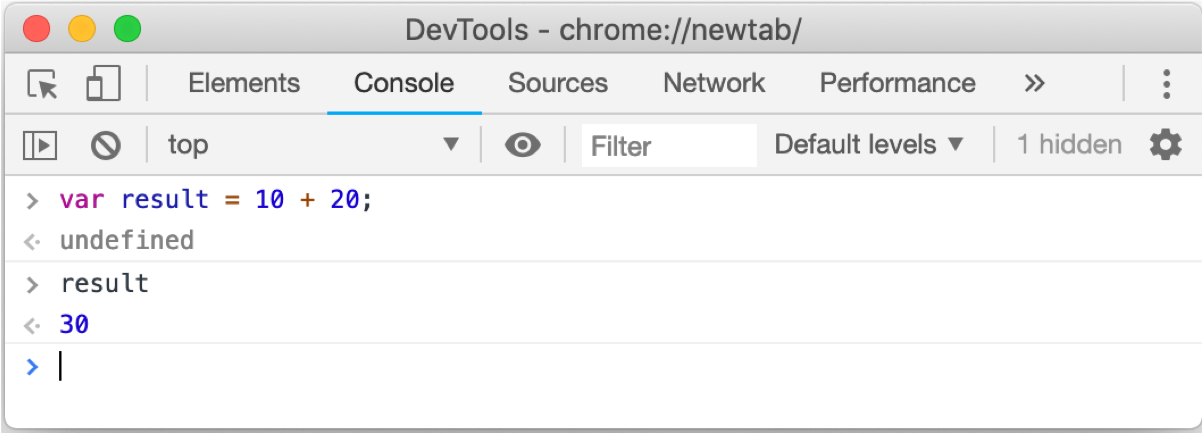 DevTools - chrome://newtab/
Elements Console Sources Network Performance »
top ▼ Filter Default levels ▼ 1 hidden
> var result = 10 + 20;
undefined
> result
30
>